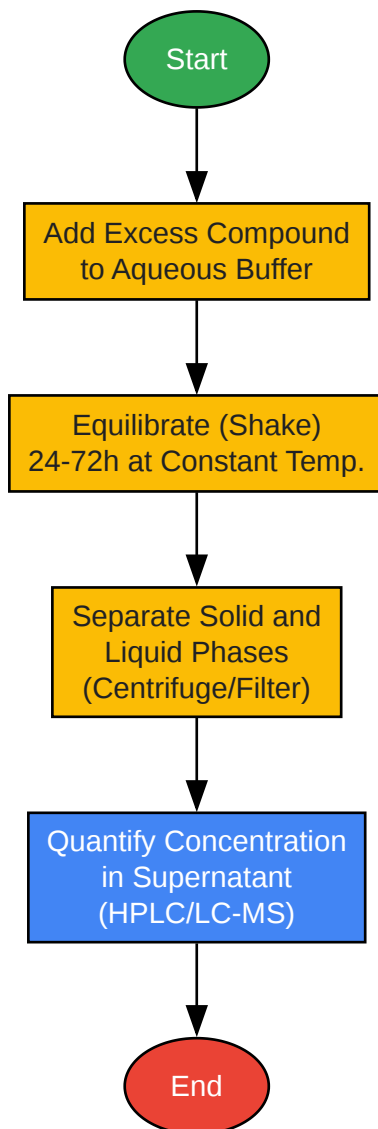 Start
Add Excess Compound
to Aqueous Buffer
Equilibrate (Shake)
24-72h at Constant Temp.
Separate Solid and
Liquid Phases
(Centrifuge/Filter)
Quantify Concentration
in Supernatant
(HPLC/LC-MS)
End